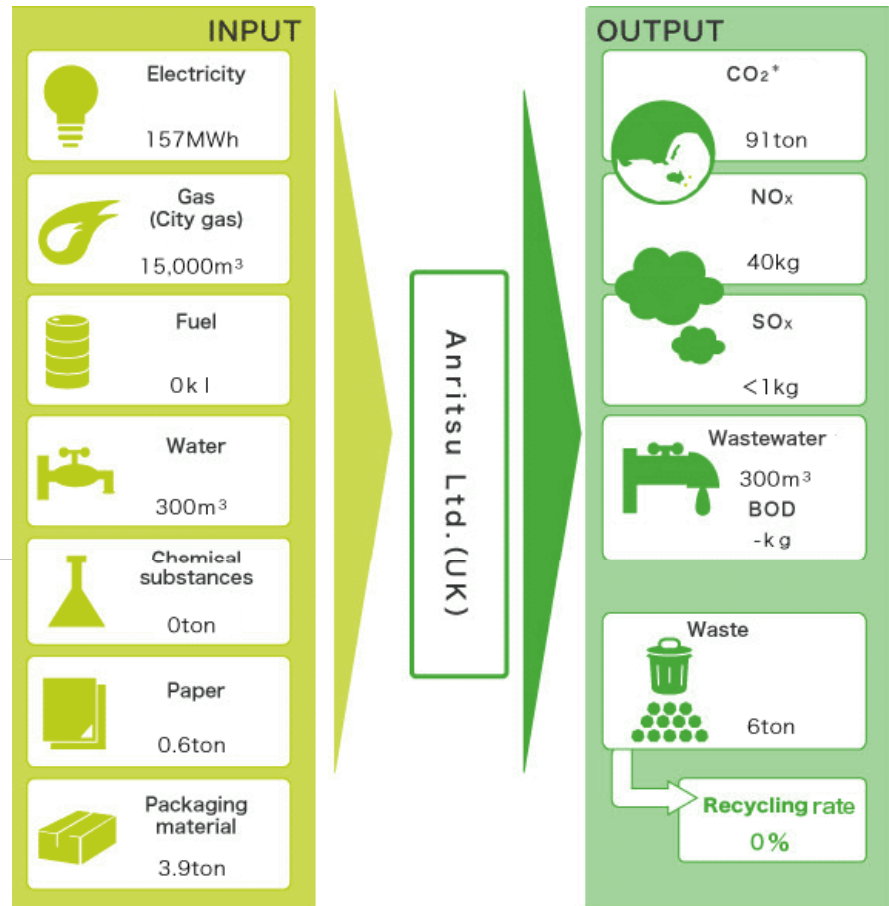 INPUT
Electricity
157MWh
Gas
(City gas)
15,000m³
Fuel
0kl
Water
300m³
Chemical
substances
0ton
Paper
0.6ton
Packaging
material
3.9ton
Anritsu Ltd.(UK)
OUTPUT
CO₂*
91ton
NOx
40kg
SOx
<1kg
Wastewater
300m³
BOD
-kg
Waste
6ton
Recycling rate
0%